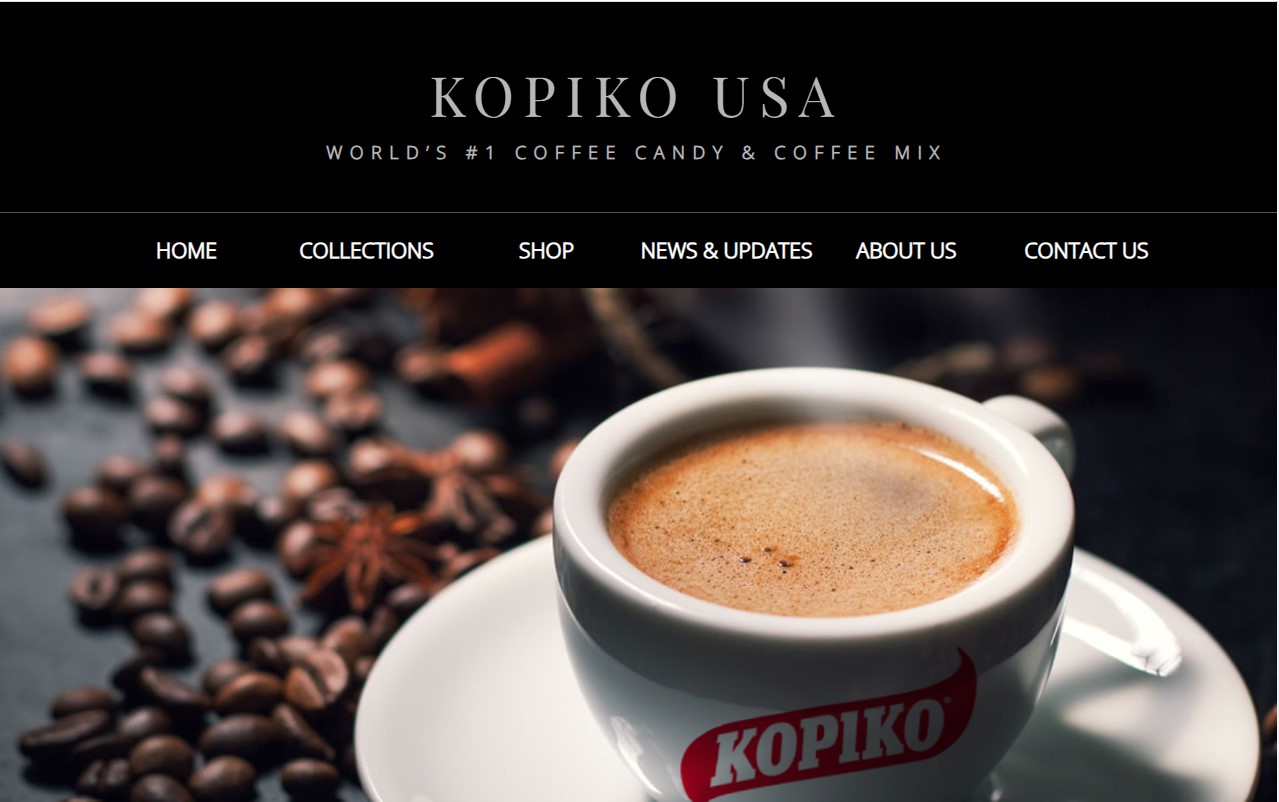 KOPIKO USA
WORLD’S #1 COFFEE CANDY & COFFEE MIX
HOME COLLECTIONS SHOP NEWS & UPDATES ABOUT US CONTACT US
KOPIKO®